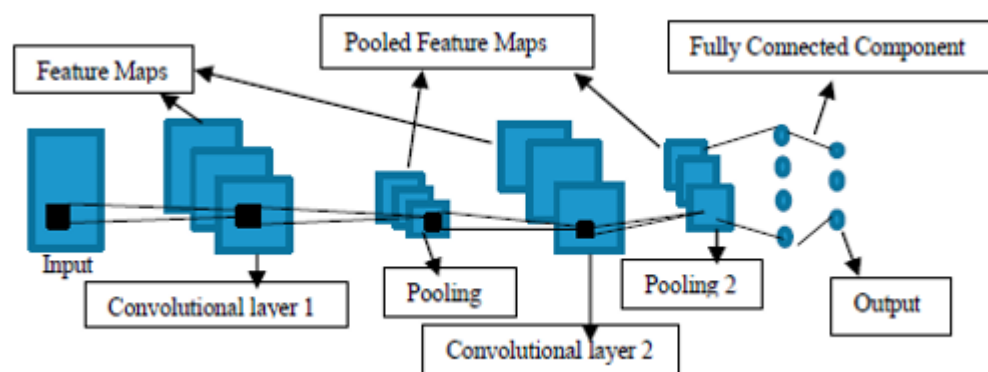 Pooled Feature Maps
Fully Connected Component
Feature Maps
Input
Convolutional layer 1
Pooling
Convolutional layer 2
Pooling 2
Output